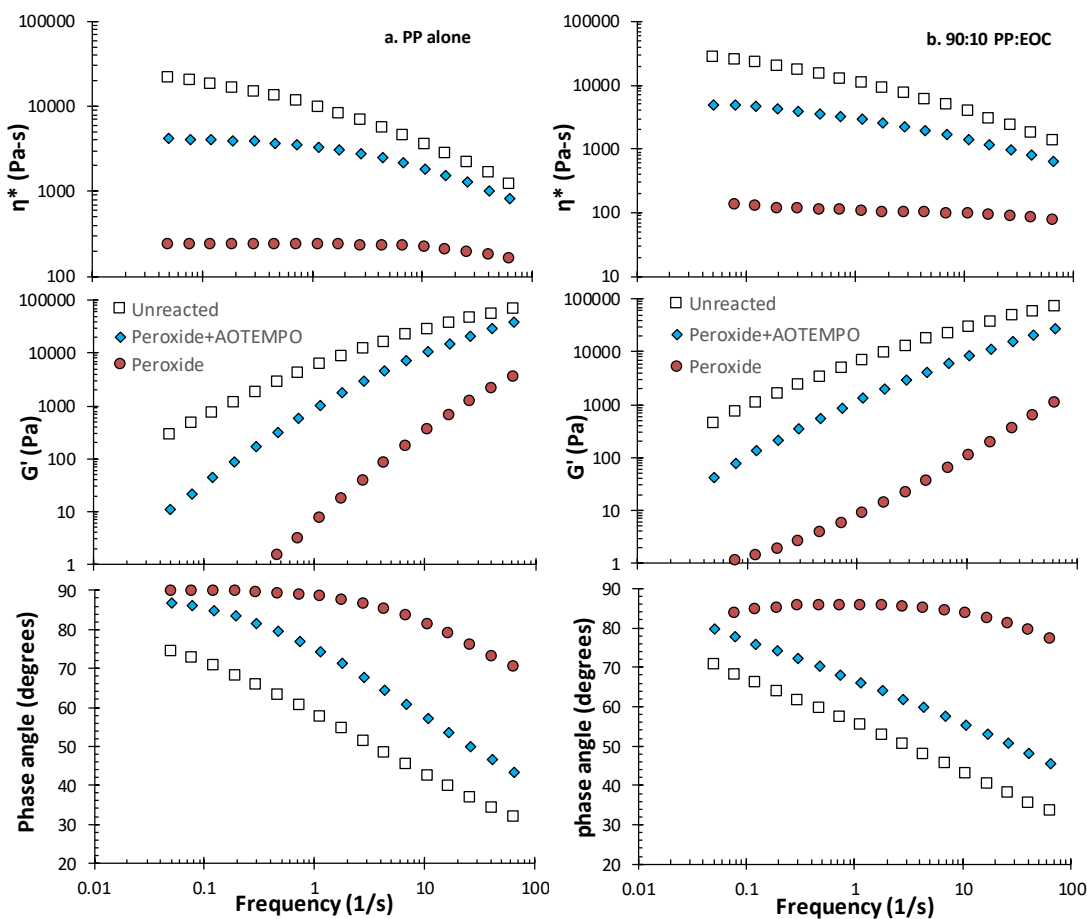 a. PP alone
100000
10000
1000
100
η* (Pa-s)
b. 90:10 PP:EOC
100000
10000
1000
100
10
η* (Pa-s)
100000
10000
1000
100
10
1
G' (Pa)
Unreacted
Peroxide+AOTEMPO
Peroxide
100000
10000
1000
100
10
1
G' (Pa)
Unreacted
Peroxide+AOTEMPO
Peroxide
90
80
70
60
50
40
30
20
Phase angle (degrees)
0.01 0.1 1 10 100
Frequency (1/s)
90
80
70
60
50
40
30
20
phase angle (degrees)
0.01 0.1 1 10 100
Frequency (1/s)